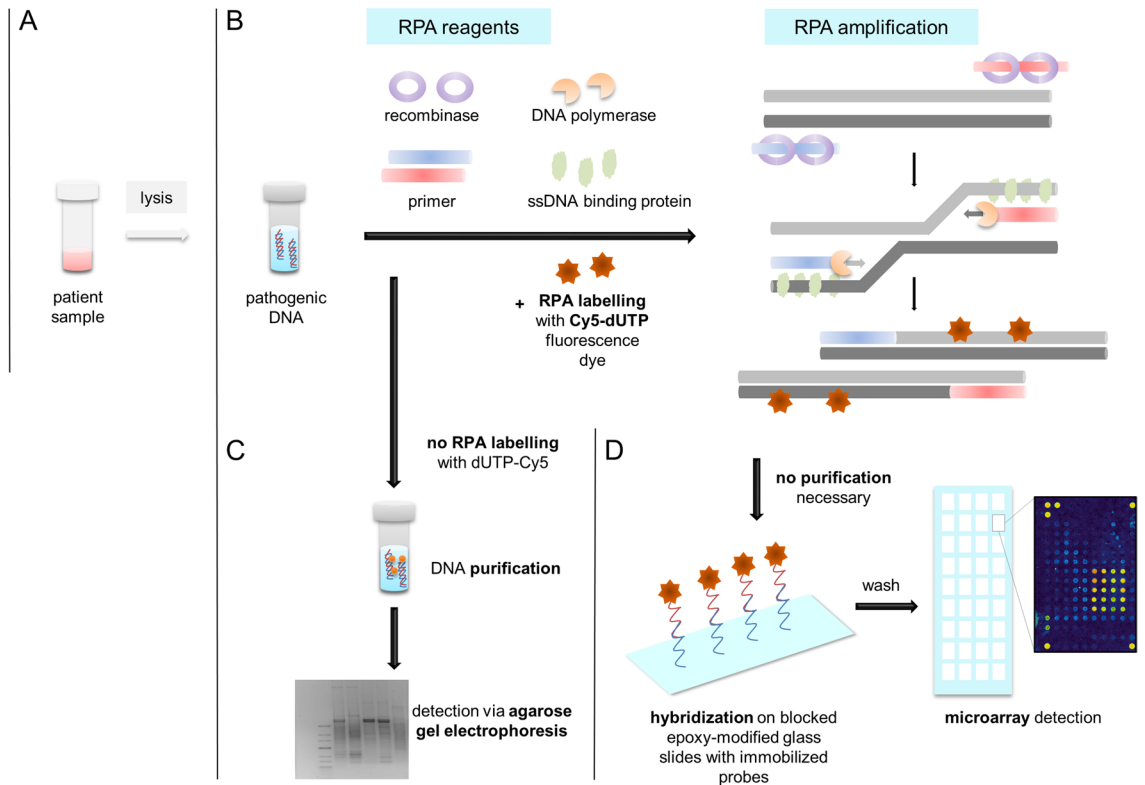 A
lysis
patient
sample
B
RPA reagents
recombinase
DNA polymerase
primer
ssDNA binding protein
pathogenic
DNA
+ RPA labelling
with Cy5-dUTP
fluorescence
dye
RPA amplification
C
no RPA labelling
with dUTP-Cy5
DNA purification
detection via agarose
gel electrophoresis
D
no purification
necessary
wash
hybridization on blocked
epoxy-modified glass
slides with immobilized
probes
microarray detection